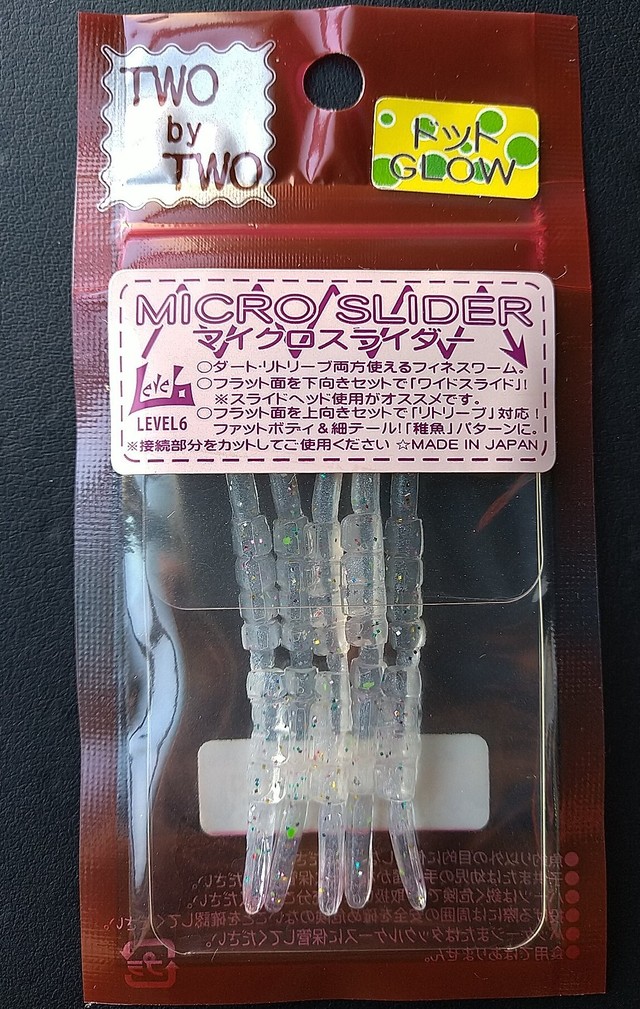 TWO
by
TWO
ドット
GLOW
MICRO SLIDER
マイクロスライダー
Level6
LEVEL6
○ダート・リトリーブ両方使えるフィネスワーム。
○フラット面を下向きセットで「ワイドスライド」!
※スライドヘッド使用がオススメです。
○フラット面を上向きセットで「リトリーブ」対応!
ファットボディ&細テール!「稚魚」パターンに。
※接続部分をカットしてご使用ください ☆MADE IN JAPAN
プラ